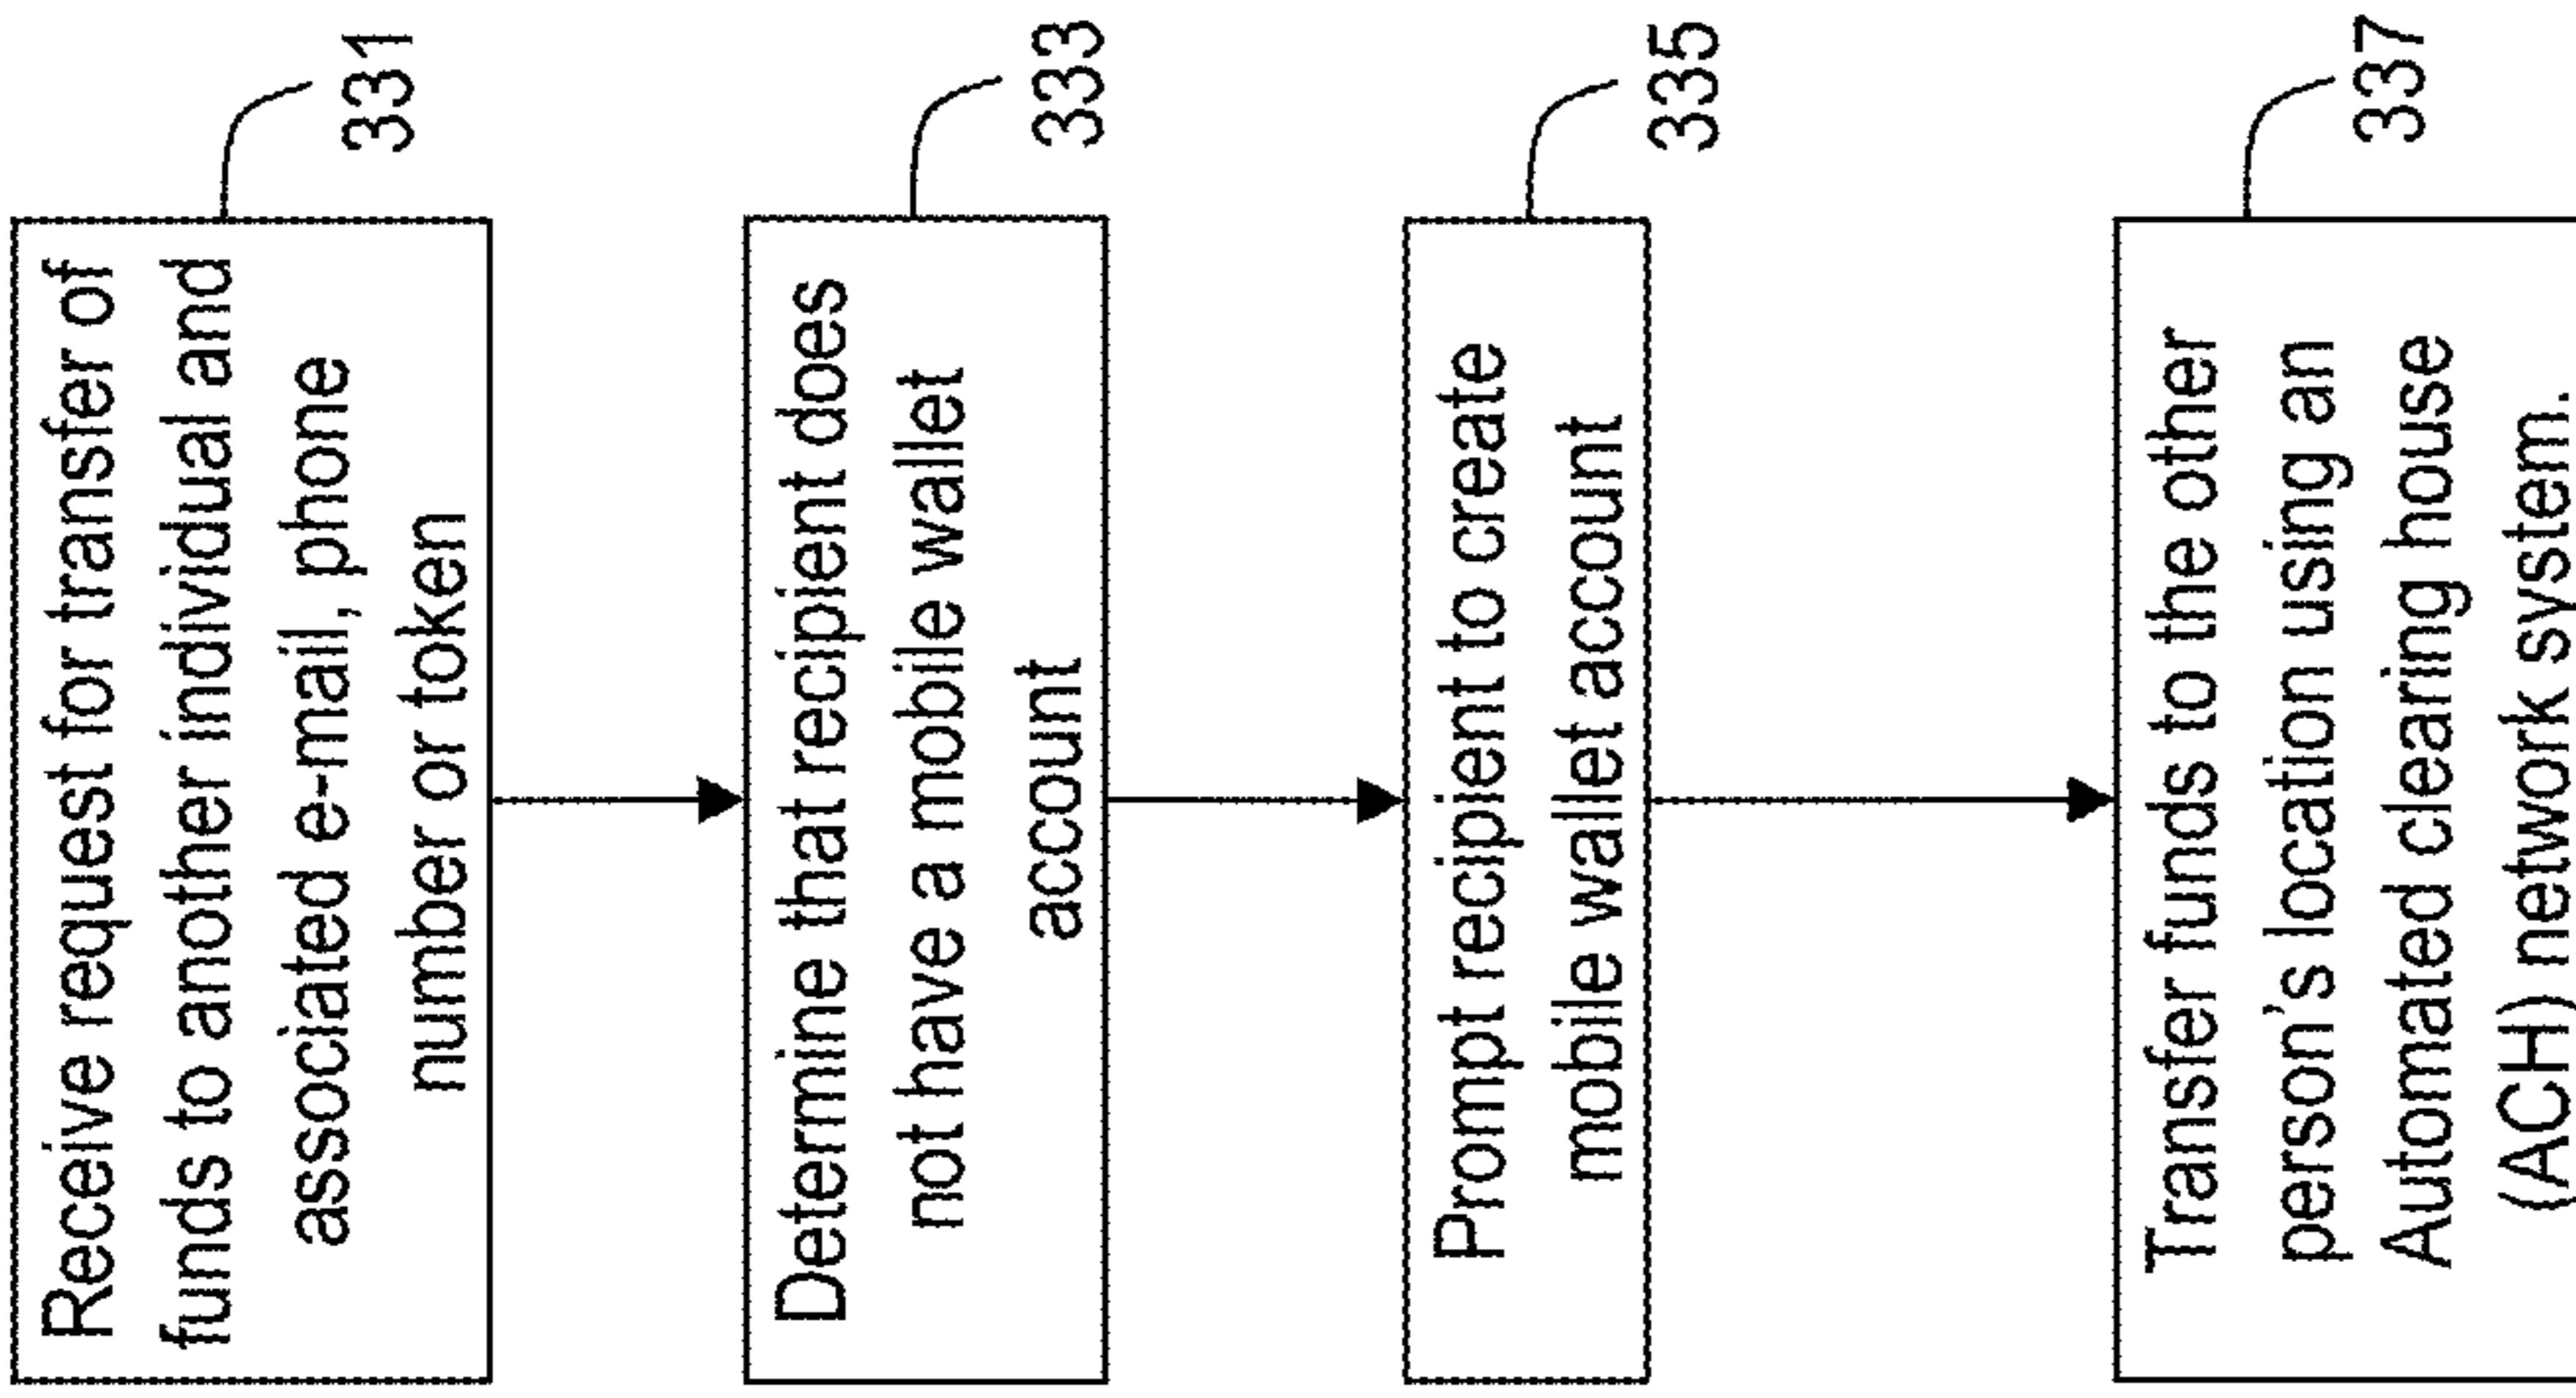 Receive request for transfer of
funds to another individual and
associated e-mail, phone
number or token
331
Determine that recipient does
not have a mobile wallet
account
333
Prompt recipient to create
mobile wallet account
335
Transfer funds to the other
person's location using an
Automated clearing house
(ACH) network system.
337